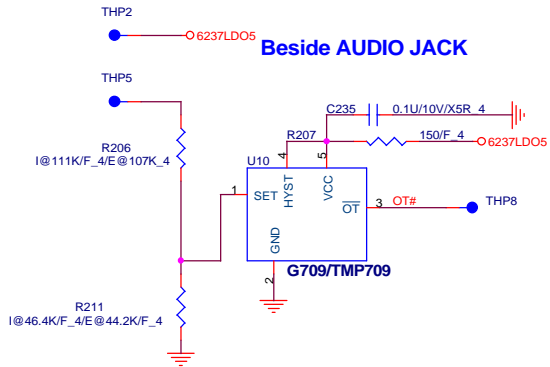 THP2
6237LDO5
Beside AUDIO JACK
THP5
C235
0.1U/10V/X5R_4
R206
I@111K/F_4/E@107K_4
R207
150/F_4
6237LDO5
U10
4
5
1
SET
HYST
VCC
OT
3
OT#
THP8
GND
2
G709/TMP709
R211
I@46.4K/F_4/E@44.2K/F_4